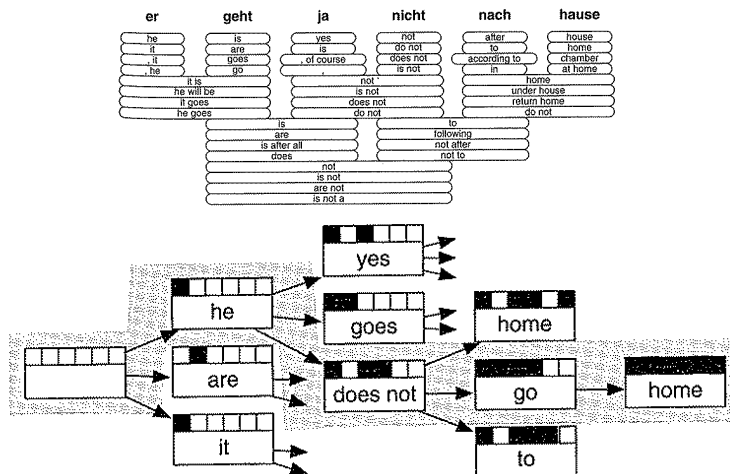 er geht ja nicht nach hause
he is yes not after house
it are is do not to home
, it goes , of course does not according to chamber
, he go , is not in at home
it is not home
he will be is not under house
it goes does not return home
he goes do not do not
is to
are following
is after all not after
does not to
not
is not
are not
is not a
yes
he
goes home
are does not go home
it to